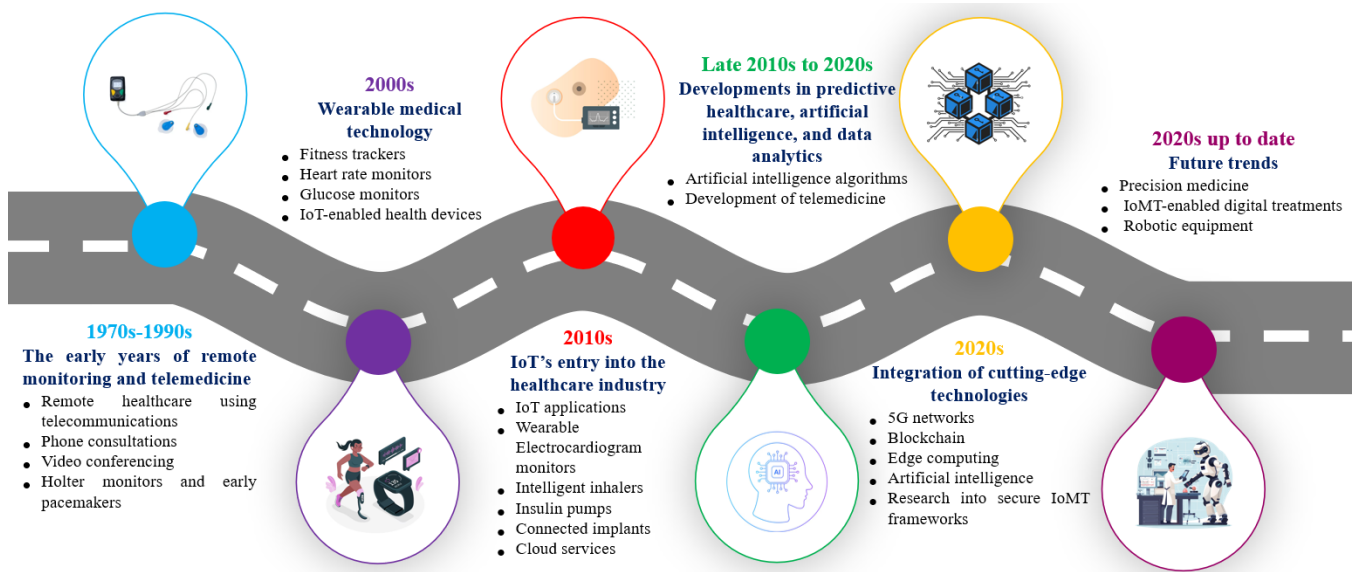 1970s-1990s
The early years of remote
monitoring and telemedicine
● Remote healthcare using
telecommunications
● Phone consultations
● Video conferencing
● Holter monitors and early
pacemakers
2000s
Wearable medical
technology
● Fitness trackers
● Heart rate monitors
● Glucose monitors
● IoT-enabled health devices
2010s
IoT’s entry into the
healthcare industry
● IoT applications
● Wearable
Electrocardiogram
monitors
● Intelligent inhalers
● Insulin pumps
● Connected implants
● Cloud services
Late 2010s to 2020s
Developments in predictive
healthcare, artificial
intelligence, and data
analytics
● Artificial intelligence algorithms
● Development of telemedicine
AI
2020s
Integration of cutting-edge
technologies
● 5G networks
● Blockchain
● Edge computing
● Artificial intelligence
● Research into secure IoMT
frameworks
2020s up to date
Future trends
● Precision medicine
● IoMT-enabled digital treatments
● Robotic equipment